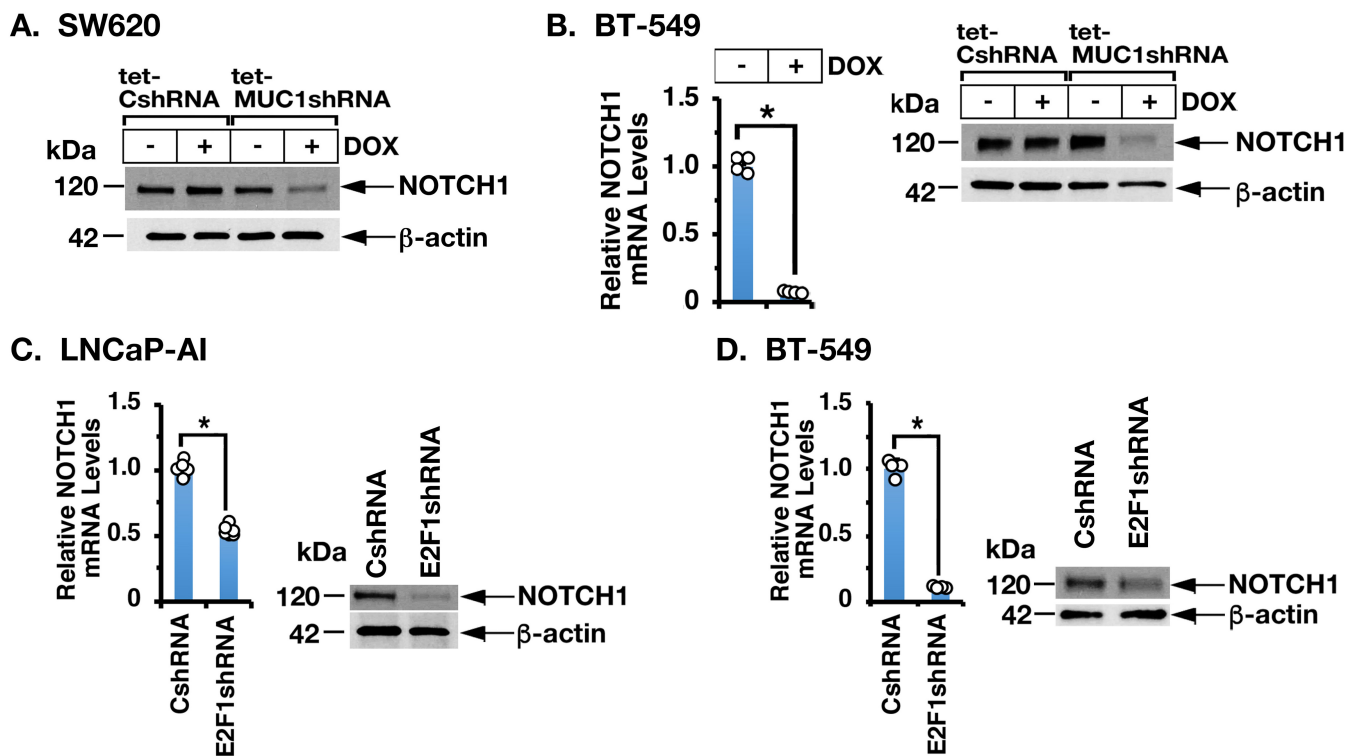 A. SW620
tet-
CshRNA
tet-
MUC1shRNA
kDa
- + - + DOX
120
NOTCH1
42
β-actin
B. BT-549
- + DOX
Relative NOTCH1
mRNA Levels
1.5
1.0
0.5
0
*
tet-
CshRNA
tet-
MUC1shRNA
kDa
- + - + DOX
120
NOTCH1
42
β-actin
C. LNCaP-AI
Relative NOTCH1
mRNA Levels
1.5
1.0
0.5
0
*
CshRNA
E2F1shRNA
kDa
CshRNA
E2F1shRNA
120
NOTCH1
42
β-actin
D. BT-549
Relative NOTCH1
mRNA Levels
1.5
1.0
0.5
0
*
CshRNA
E2F1shRNA
kDa
CshRNA
E2F1shRNA
120
NOTCH1
42
β-actin